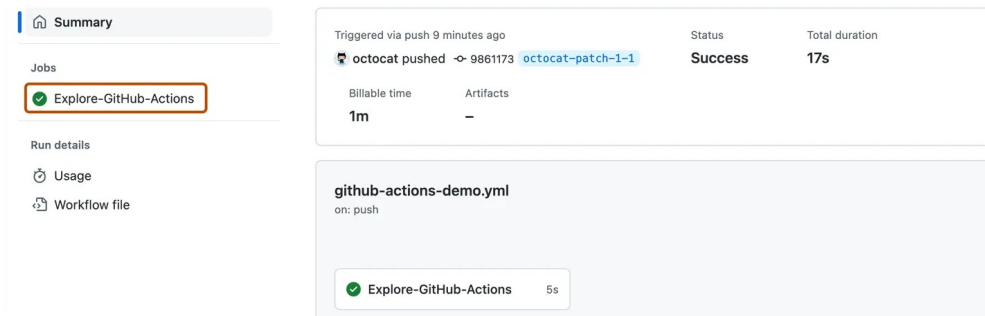 Summary
Jobs
Explore-GitHub-Actions
Run details
Usage
Workflow file
Triggered via push 9 minutes ago
octocat pushed 9861173 octocat-patch-1-1
Status
Success
Total duration
17s
Billable time
1m
Artifacts
–
github-actions-demo.yml
on: push
Explore-GitHub-Actions 5s